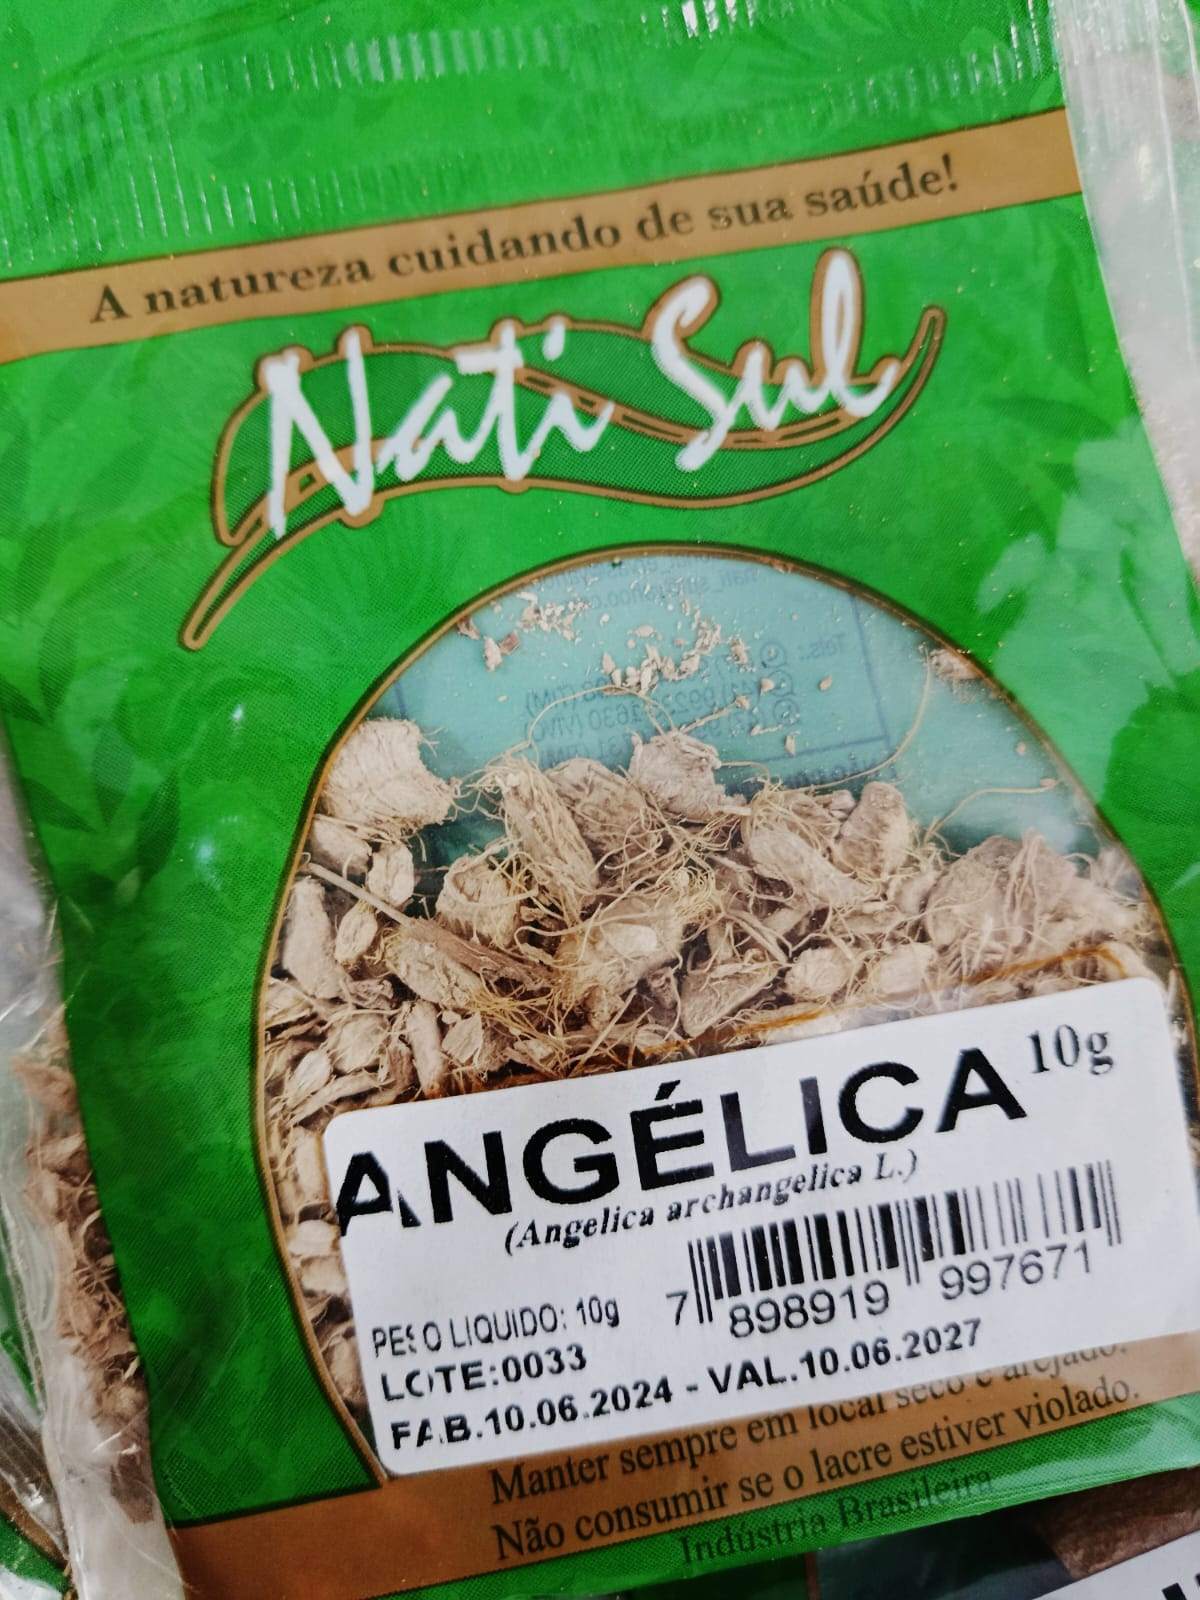 A natureza cuidando de sua saúde!
Nati Sul
ANGÉLICA 10g
(Angelica archangelica L.)
PESO LIQUIDO: 10g
7 898919 997671
LOTE:0033
FAB.10.06.2024 - VAL.10.06.2027
Manter sempre em local seco e arejado.
Não consumir se o lacre estiver violado.
Indústria Brasileira